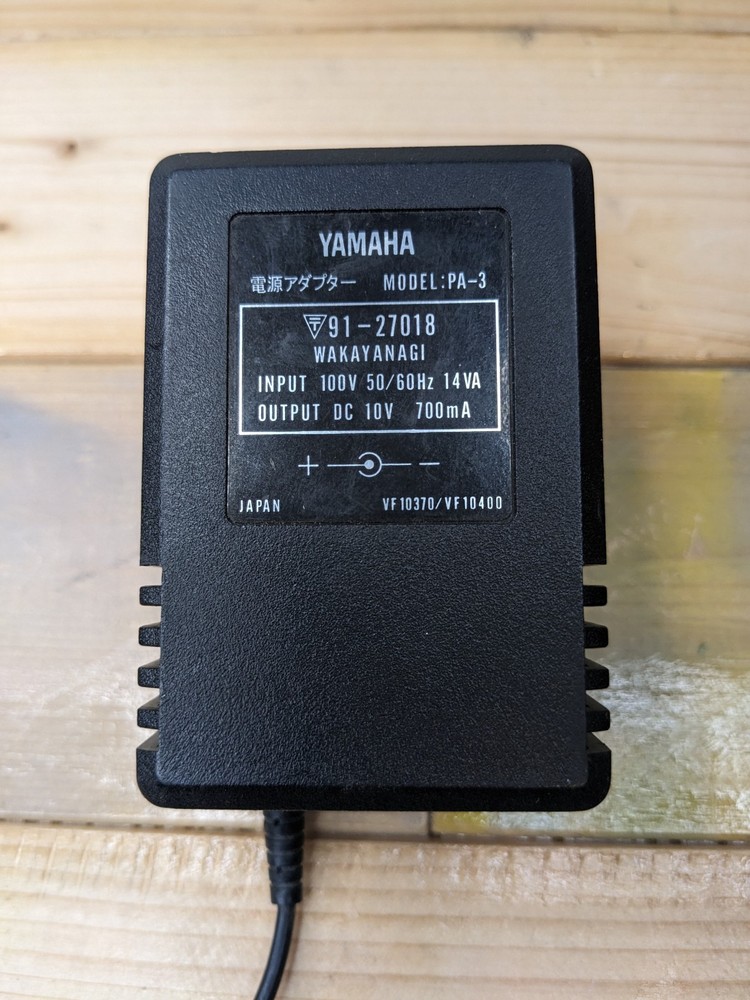 YAMAHA
電源アダプター MODEL:PA-3
〒91-27018
WAKAYANAGI
INPUT 100V 50/60Hz 14VA
OUTPUT DC 10V 700mA
+ −
JAPAN VF10370/VF10400